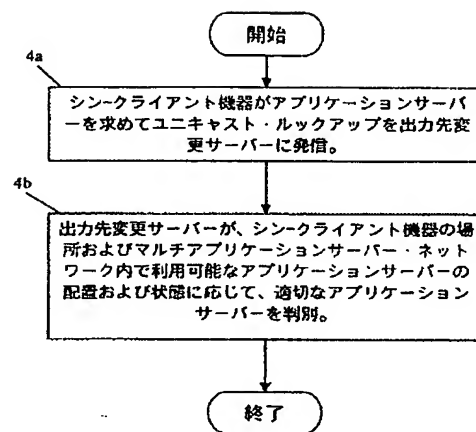 開始
4a
シン−クライアント機器がアプリケーションサーバ
ーを求めてユニキャスト・ルックアップを出力先変
更サーバーに発信。
4b
出力先変更サーバーが、シン−クライアント機器の場
所およびマルチアプリケーションサーバー・ネット
ワーク内で利用可能なアプリケーションサーバーの
配置および状態に応じて、適切なアプリケーション
サーバーを判別。
終了